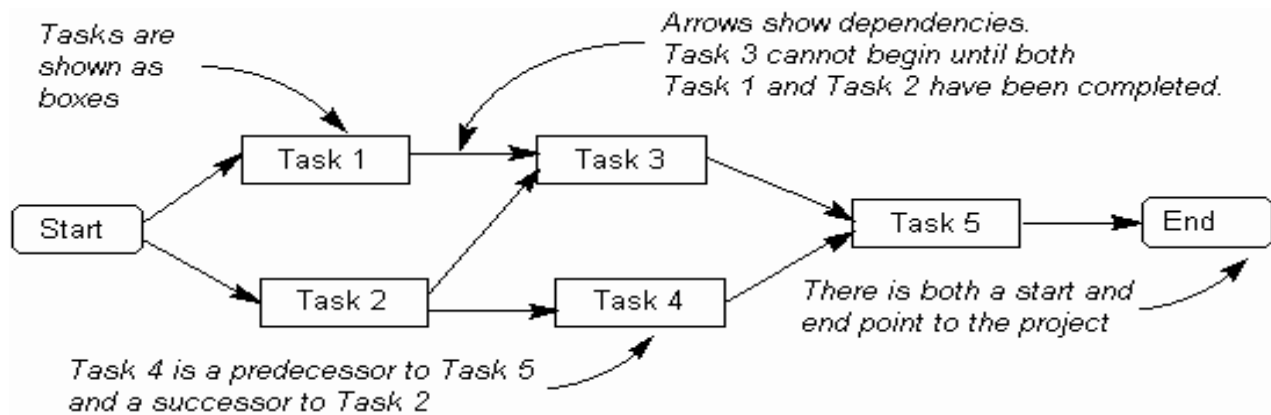 Tasks are
shown as
boxes
Arrows show dependencies.
Task 3 cannot begin until both
Task 1 and Task 2 have been completed.
Task 1
Task 3
Start
Task 5
End
Task 2
Task 4
There is both a start and
end point to the project
Task 4 is a predecessor to Task 5
and a successor to Task 2